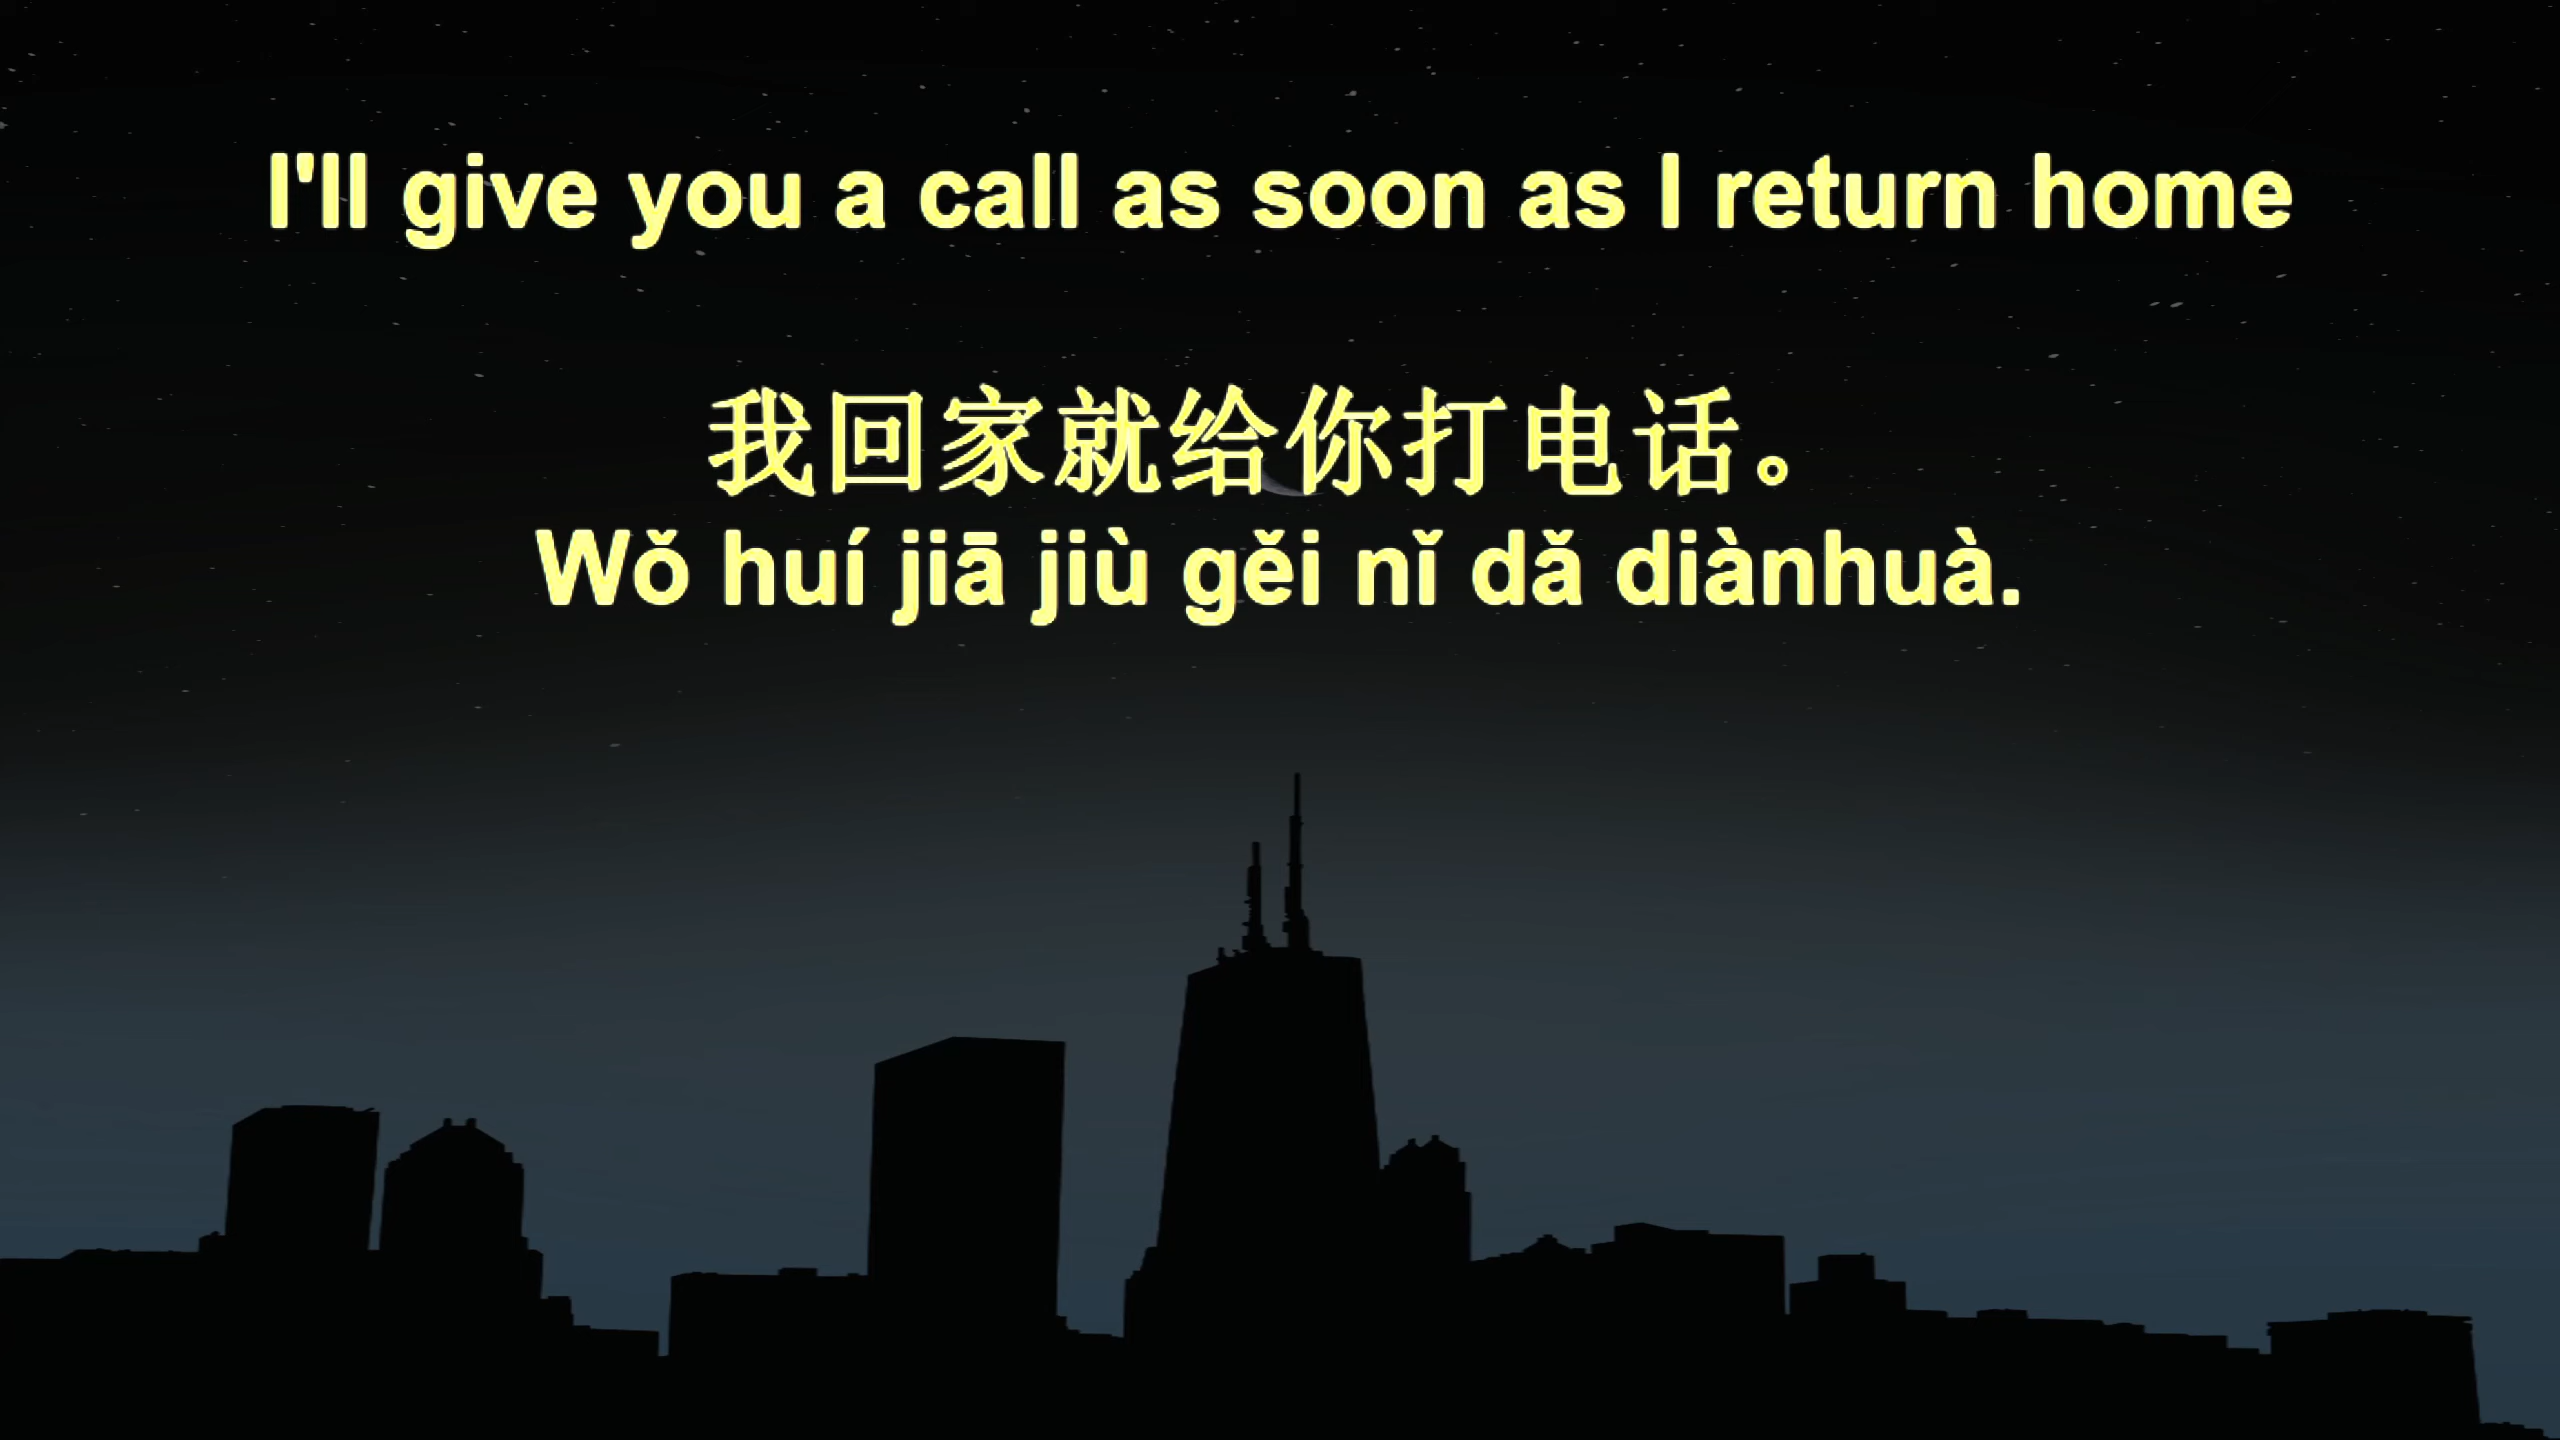 I'll give you a call as soon as I return home
我回家就给你打电话。
Wǒ huí jiā jiù gěi nǐ dǎ diànhuà.